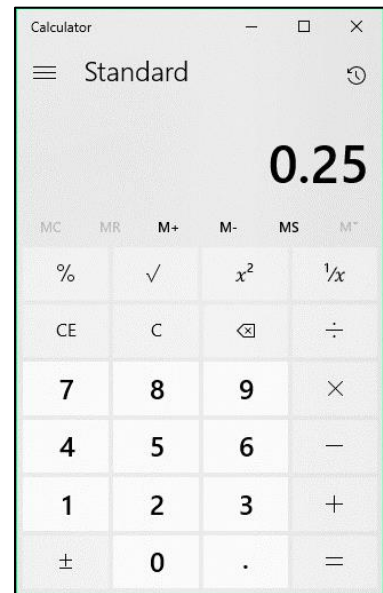 Calculator
Standard
0.25
MC MR M+ M- MS M˅
% √ x² ¹/x
CE C ÷
7 8 9 ×
4 5 6 −
1 2 3 +
± 0 . =